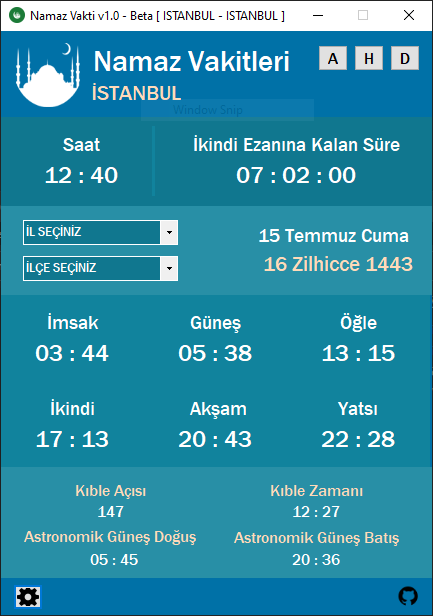 Namaz Vakti v1.0 - Beta [ ISTANBUL - ISTANBUL ]
Namaz Vakitleri
A H D
İSTANBUL
Window Snip
Saat
12 : 40
İkindi Ezanına Kalan Süre
07 : 02 : 00
İL SEÇİNİZ
İLÇE SEÇİNİZ
15 Temmuz Cuma
16 Zilhicce 1443
İmsak Güneş Öğle
03 : 44 05 : 38 13 : 15
İkindi Akşam Yatsı
17 : 13 20 : 43 22 : 28
Kıble Açısı Kıble Zamanı
147 12 : 27
Astronomik Güneş Doğuş Astronomik Güneş Batış
05 : 45 20 : 36